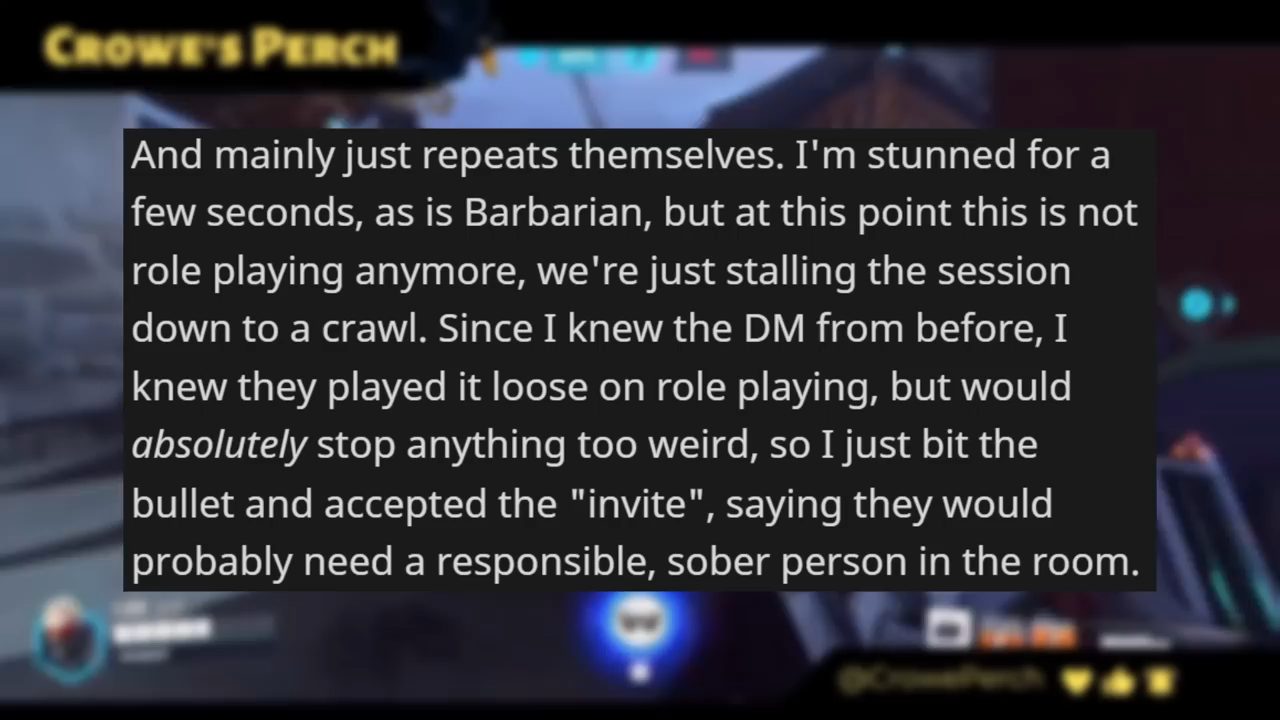 CROWE'S PERCH
And mainly just repeats themselves. I'm stunned for a
few seconds, as is Barbarian, but at this point this is not
role playing anymore, we're just stalling the session
down to a crawl. Since I knew the DM from before, I
knew they played it loose on role playing, but would
absolutely stop anything too weird, so I just bit the
bullet and accepted the "invite", saying they would
probably need a responsible, sober person in the room.
@CrowePerch